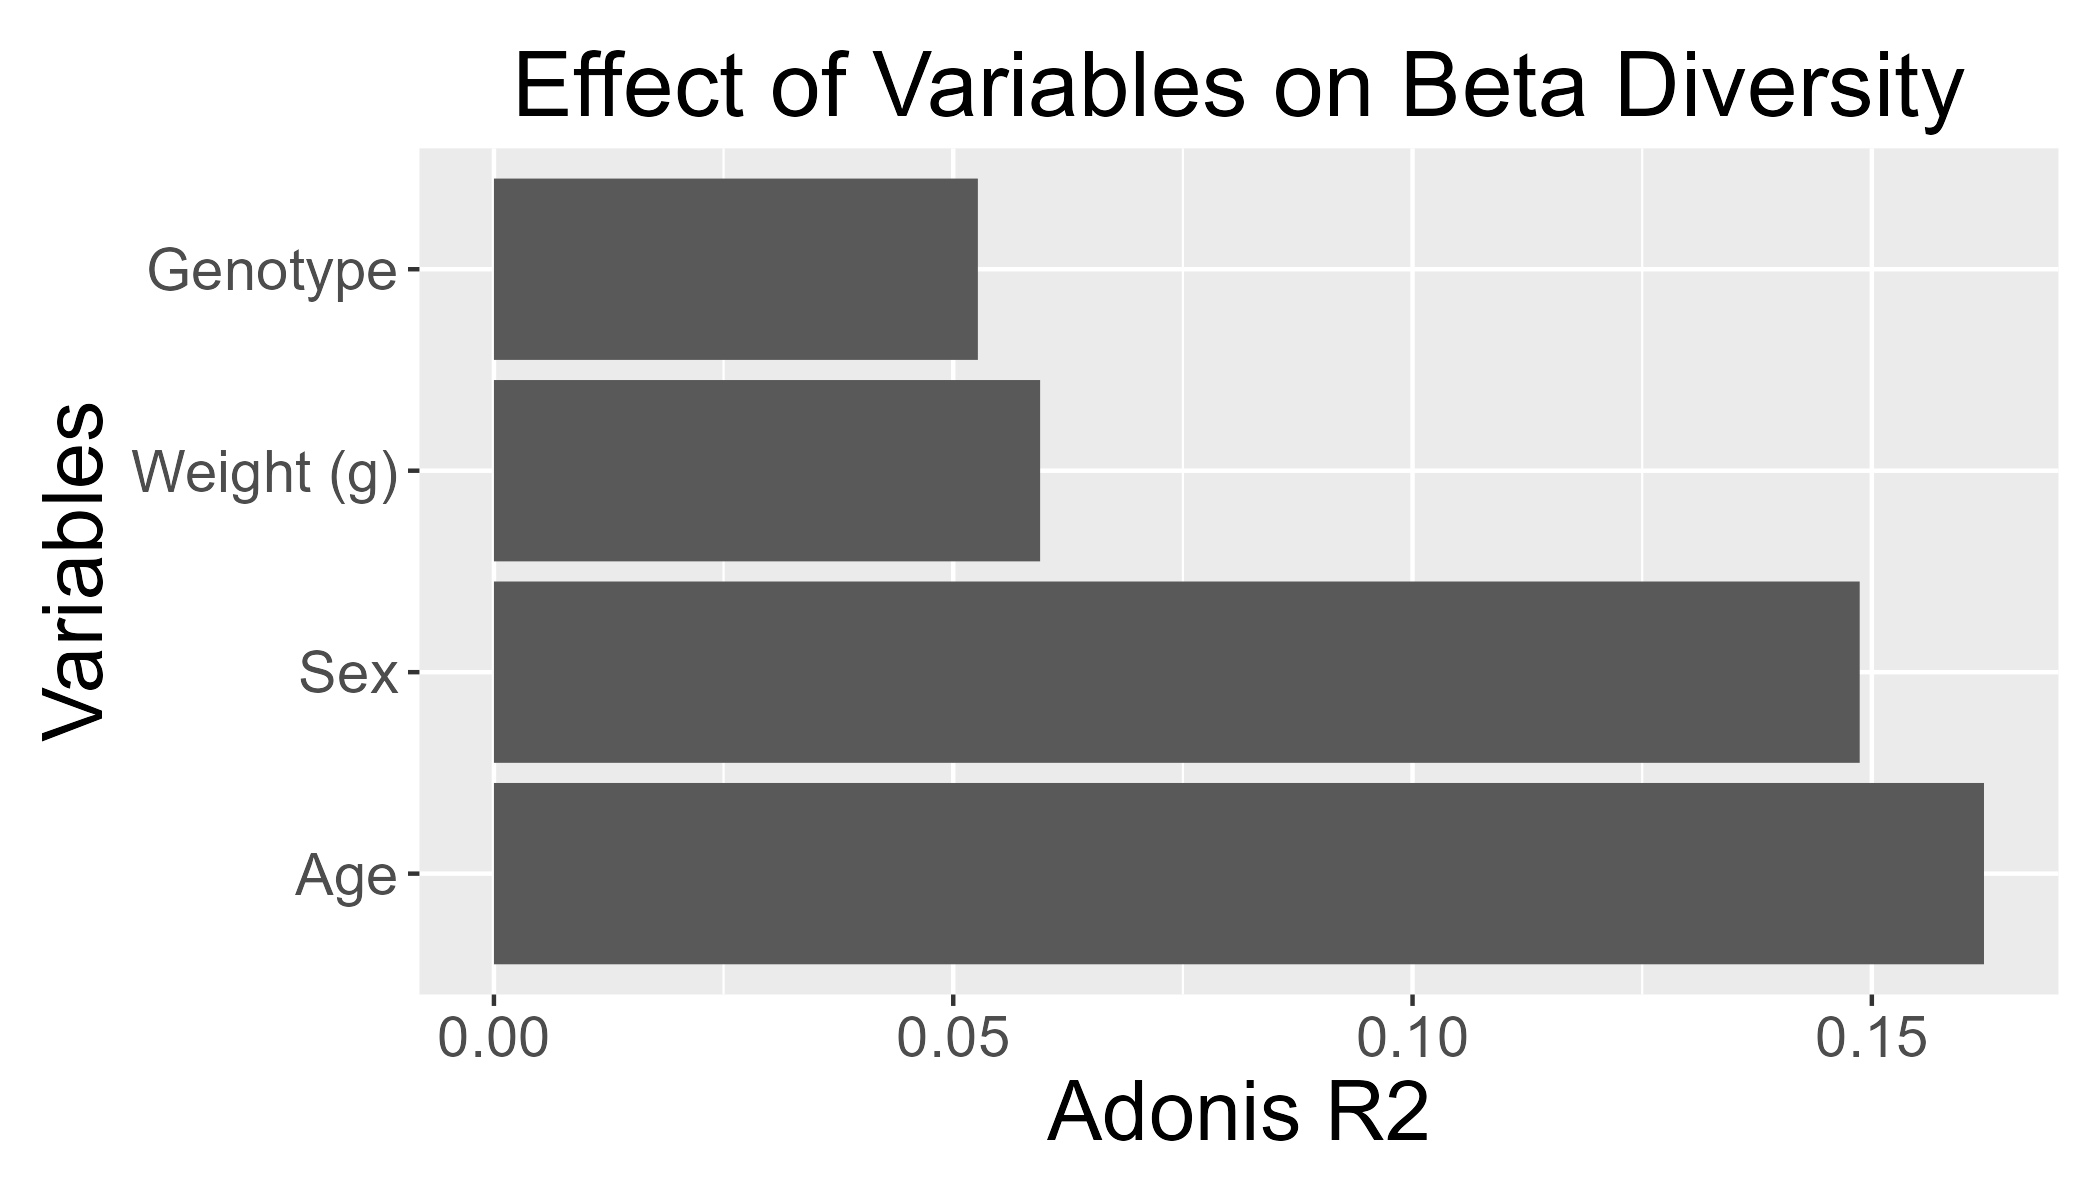 Effect of Variables on Beta Diversity
Variables
Genotype
Weight (g)
Sex
Age
0.00 0.05 0.10 0.15
Adonis R2